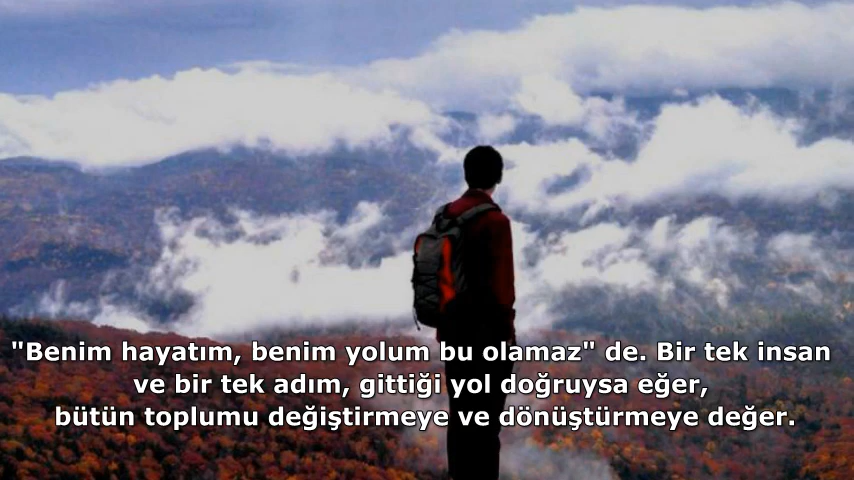 "Benim hayatım, benim yolum bu olamaz" de. Bir tek insan
ve bir tek adım, gittiği yol doğruysa eğer,
bütün toplumu değiştirmeye ve dönüştürmeye değer.